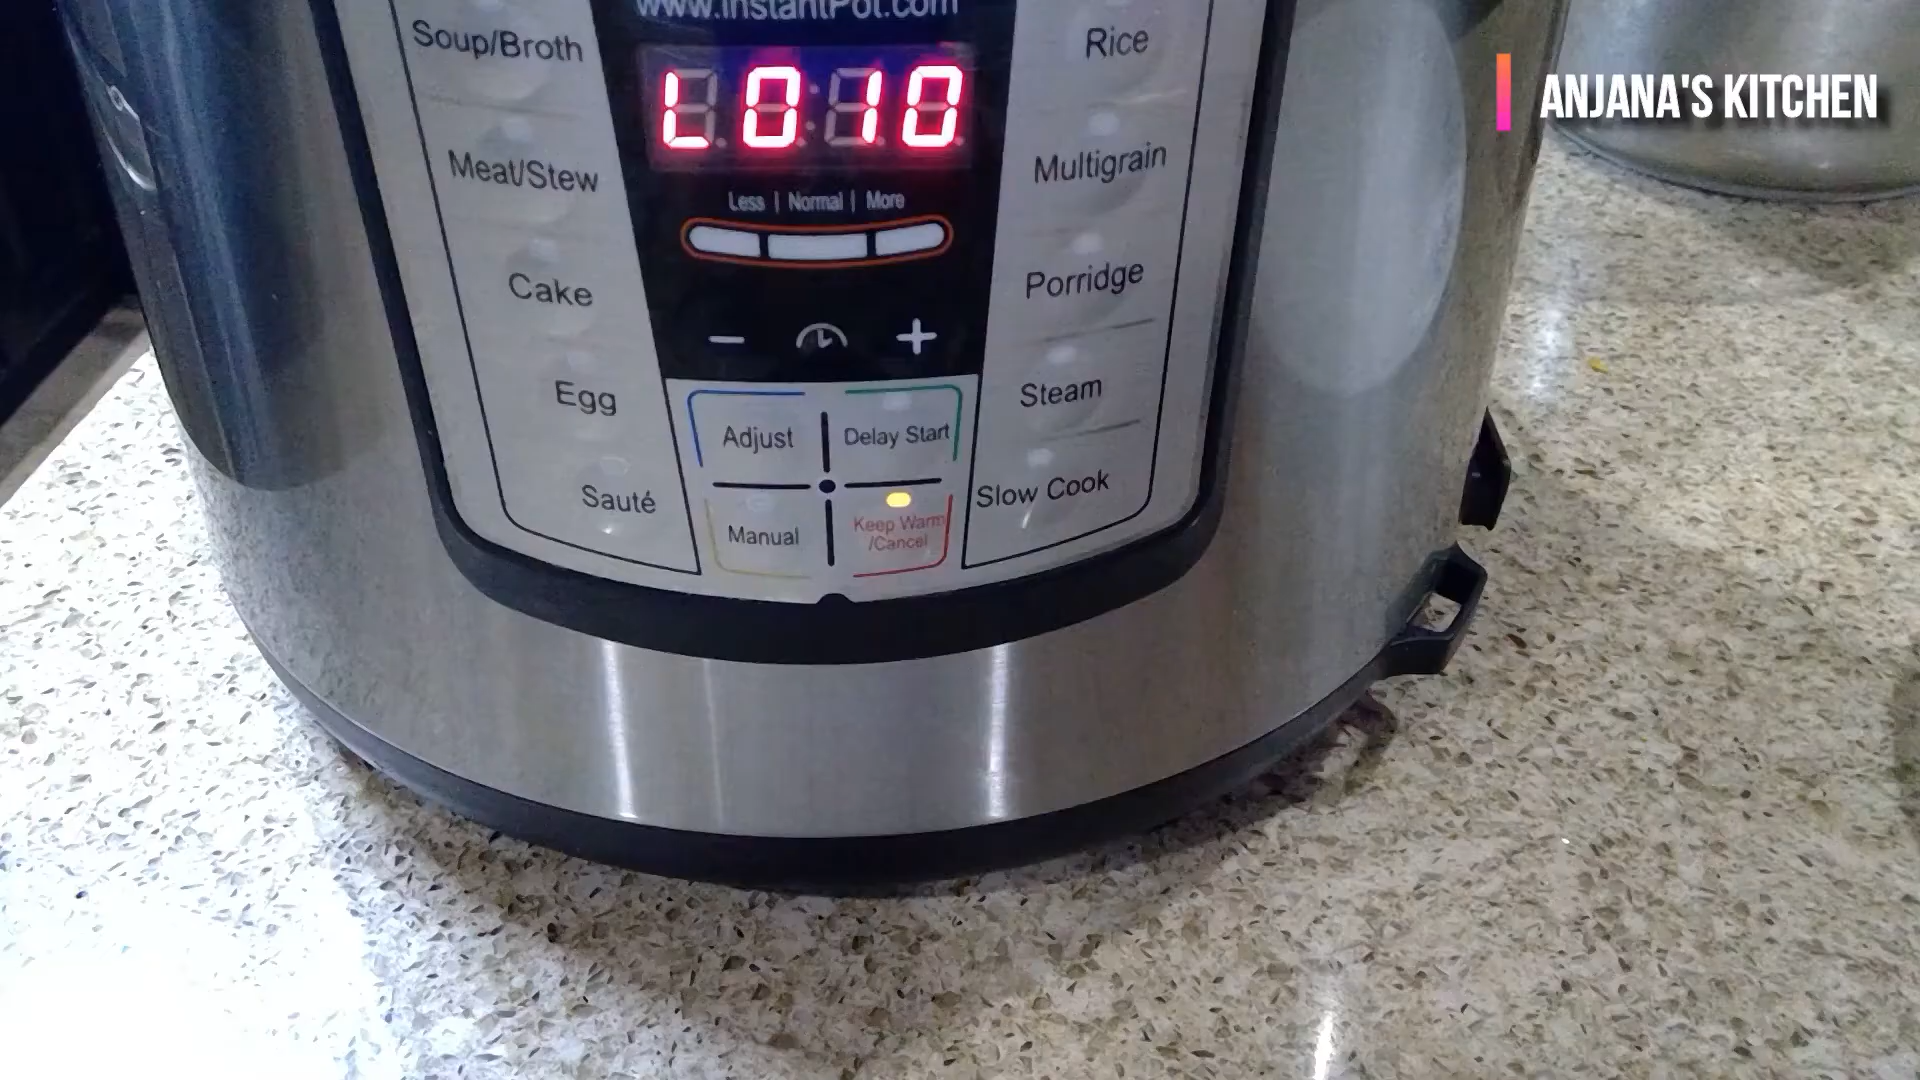 www.InstantPot.com
Soup/Broth
L0:10
Rice
ANJANA'S KITCHEN
Meat/Stew
Less | Normal | More
Multigrain
Cake
Porridge
− +
Egg
Adjust
Delay Start
Steam
Sauté
Manual
Keep Warm
/Cancel
Slow Cook